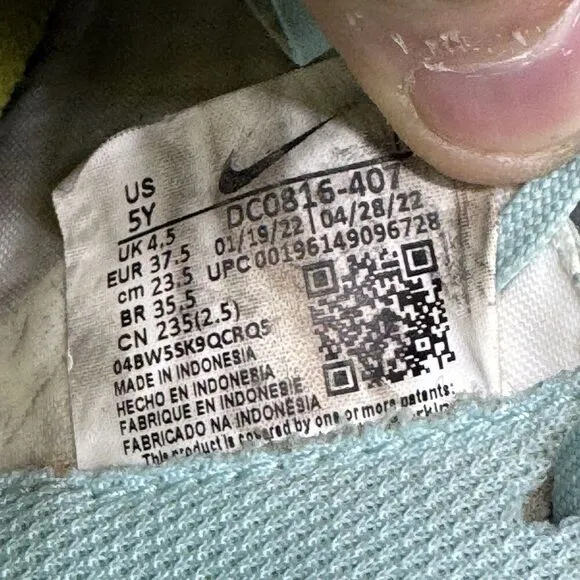 US
5Y
UK 4.5
EUR 37.5
cm 23.5
BR 35.5
CN 235(2.5)
DC0816-407
01/19/22 | 04/28/22
UPC 00196149096728
04BW5SK9QCRQ5
MADE IN INDONESIA
HECHO EN INDONESIA
FABRIQUE EN INDONESIE
FABRICADO NA INDONÉSIA
This product is covered by one or more patents: